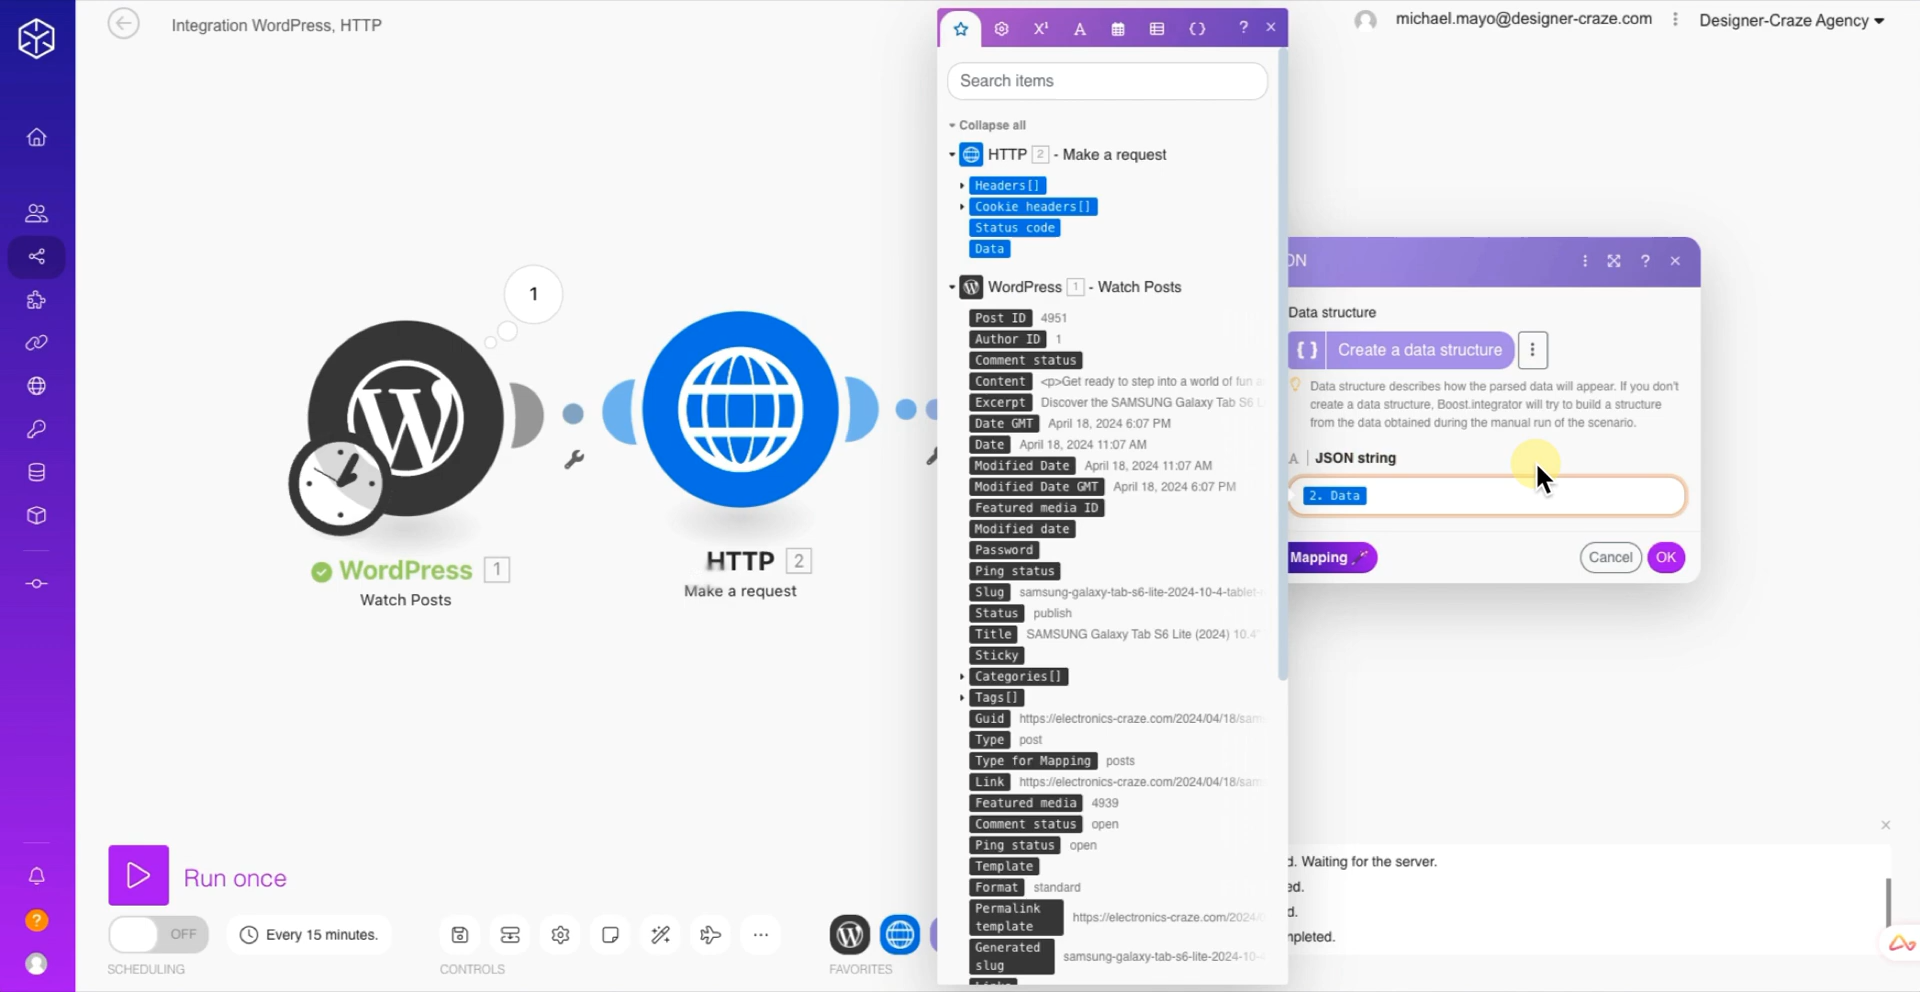 Integration WordPress, HTTP
michael.mayo@designer-craze.com
Designer-Craze Agency
X¹ A { } ? ×
Search items
Collapse all
HTTP 2 - Make a request
Headers[]
Cookie headers[]
Status code
Data
WordPress 1 - Watch Posts
Post ID 4951
Author ID 1
Comment status
Content <p>Get ready to step into a world of fun
Excerpt Discover the SAMSUNG Galaxy Tab S6
Date GMT April 18, 2024 6:07 PM
Date April 18, 2024 11:07 AM
Modified Date April 18, 2024 11:07 AM
Modified Date GMT April 18, 2024 6:07 PM
Featured media ID
Modified date
Password
Ping status
Slug samsung-galaxy-tab-s6-lite-2024-10-4-tablet-
Status publish
Title SAMSUNG Galaxy Tab S6 Lite (2024) 10.4"
Sticky
Categories[]
Tags[]
Guid https://electronics-craze.com/2024/04/18/sam
Type post
Type for Mapping posts
Link https://electronics-craze.com/2024/04/18/sam
Featured media 4939
Comment status open
Ping status open
Template
Format standard
Permalink
template https://electronics-craze.com/2024/
Generated
slug samsung-galaxy-tab-s6-lite-2024-10-
1
WordPress 1
Watch Posts
HTTP 2
Make a request
ON
? ×
Data structure
{ } Create a data structure
Data structure describes how the parsed data will appear. If you don't
create a data structure, Boost.integrator will try to build a structure
from the data obtained during the manual run of the scenario.
A JSON string
2. Data
Mapping
Cancel OK
d. Waiting for the server.
ed.
d.
mpleted.
Run once
OFF
Every 15 minutes.
SCHEDULING
CONTROLS
FAVORITES
?